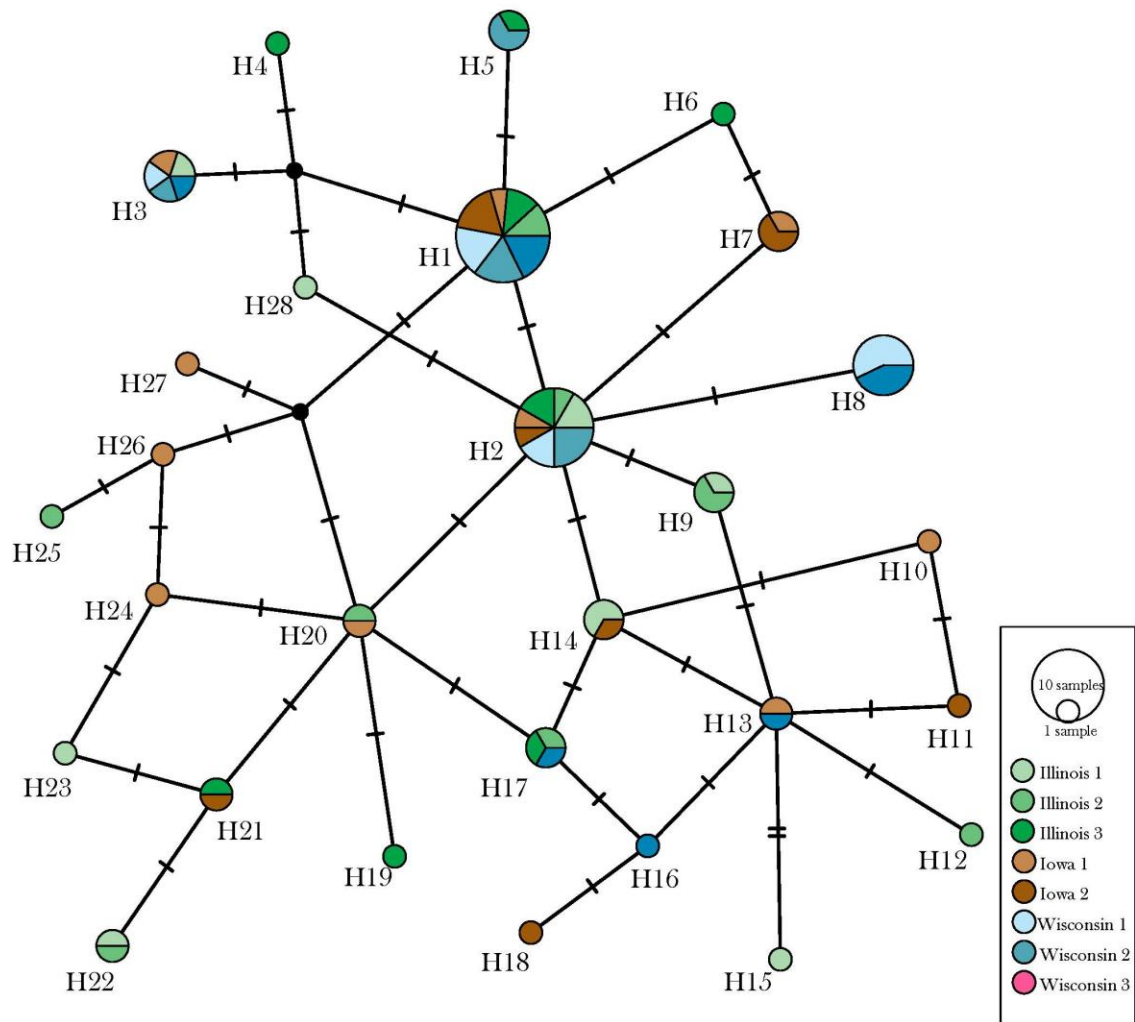 H4
H5
H6
H3
H1
H7
H28
H27
H8
H26
H2
H9
H25
H10
H24
H20
H14
H13
H11
H23
H17
H21
H12
H19
H16
H18
H22
H15
10 samples
1 sample
Illinois 1
Illinois 2
Illinois 3
Iowa 1
Iowa 2
Wisconsin 1
Wisconsin 2
Wisconsin 3